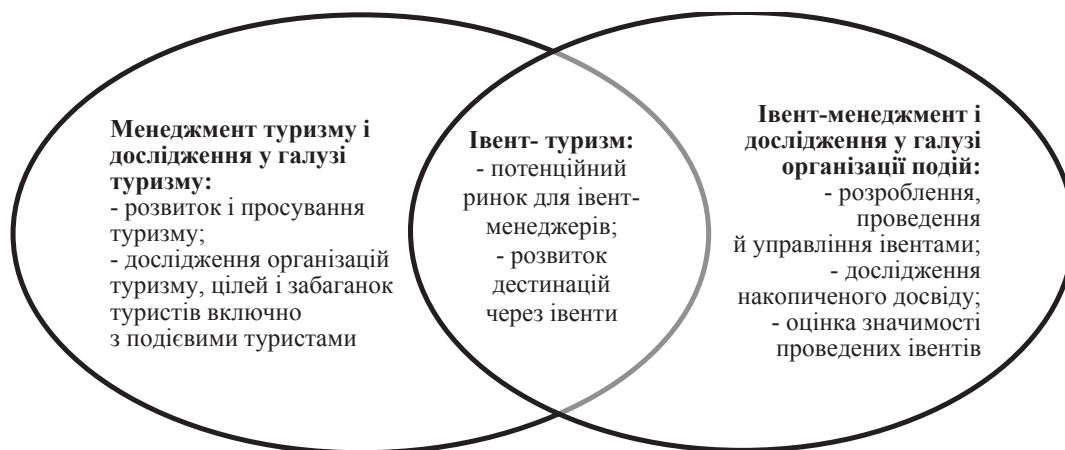 Менеджмент туризму і
дослідження у галузі
туризму:
- розвиток і просування
туризму;
- дослідження організацій
туризму, цілей і забаганок
туристів включно
з подієвими туристами
Івент- туризм:
- потенційний
ринок для івент-
менеджерів;
- розвиток
дестинацій
через івенти
Івент-менеджмент і
дослідження у галузі
організації подій:
- розроблення,
проведення
й управління івентами;
- дослідження
накопиченого досвіду;
- оцінка значимості
проведених івентів